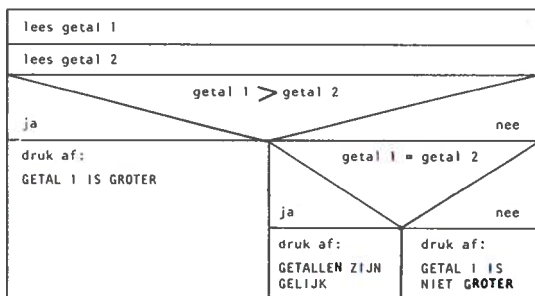 lees getal 1
lees getal 2
getal 1 > getal 2
ja
nee
druk af:
GETAL 1 IS GROTER
getal 1 = getal 2
ja
nee
druk af:
GETALLEN ZIJN
GELIJK
druk af:
GETAL 1 IS
NIET GROTER